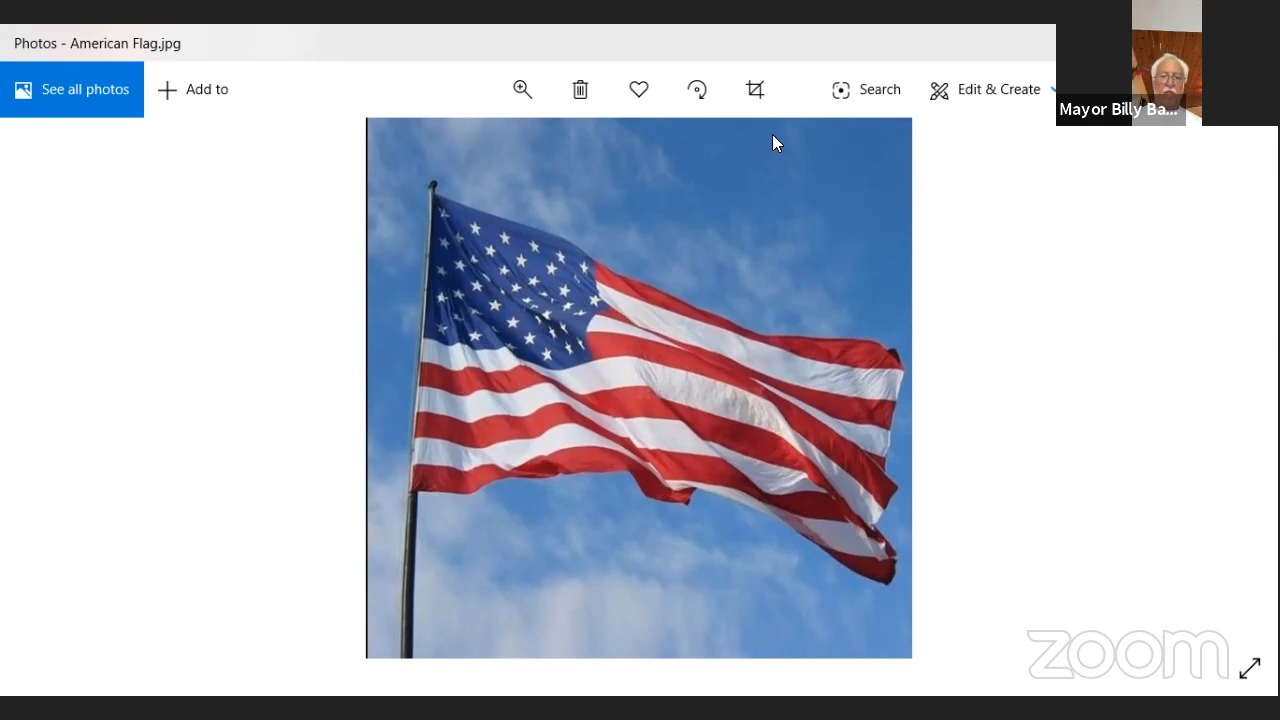 Photos - American Flag.jpg
See all photos
Add to
Search
Edit & Create
Mayor Billy Ba...
zoom